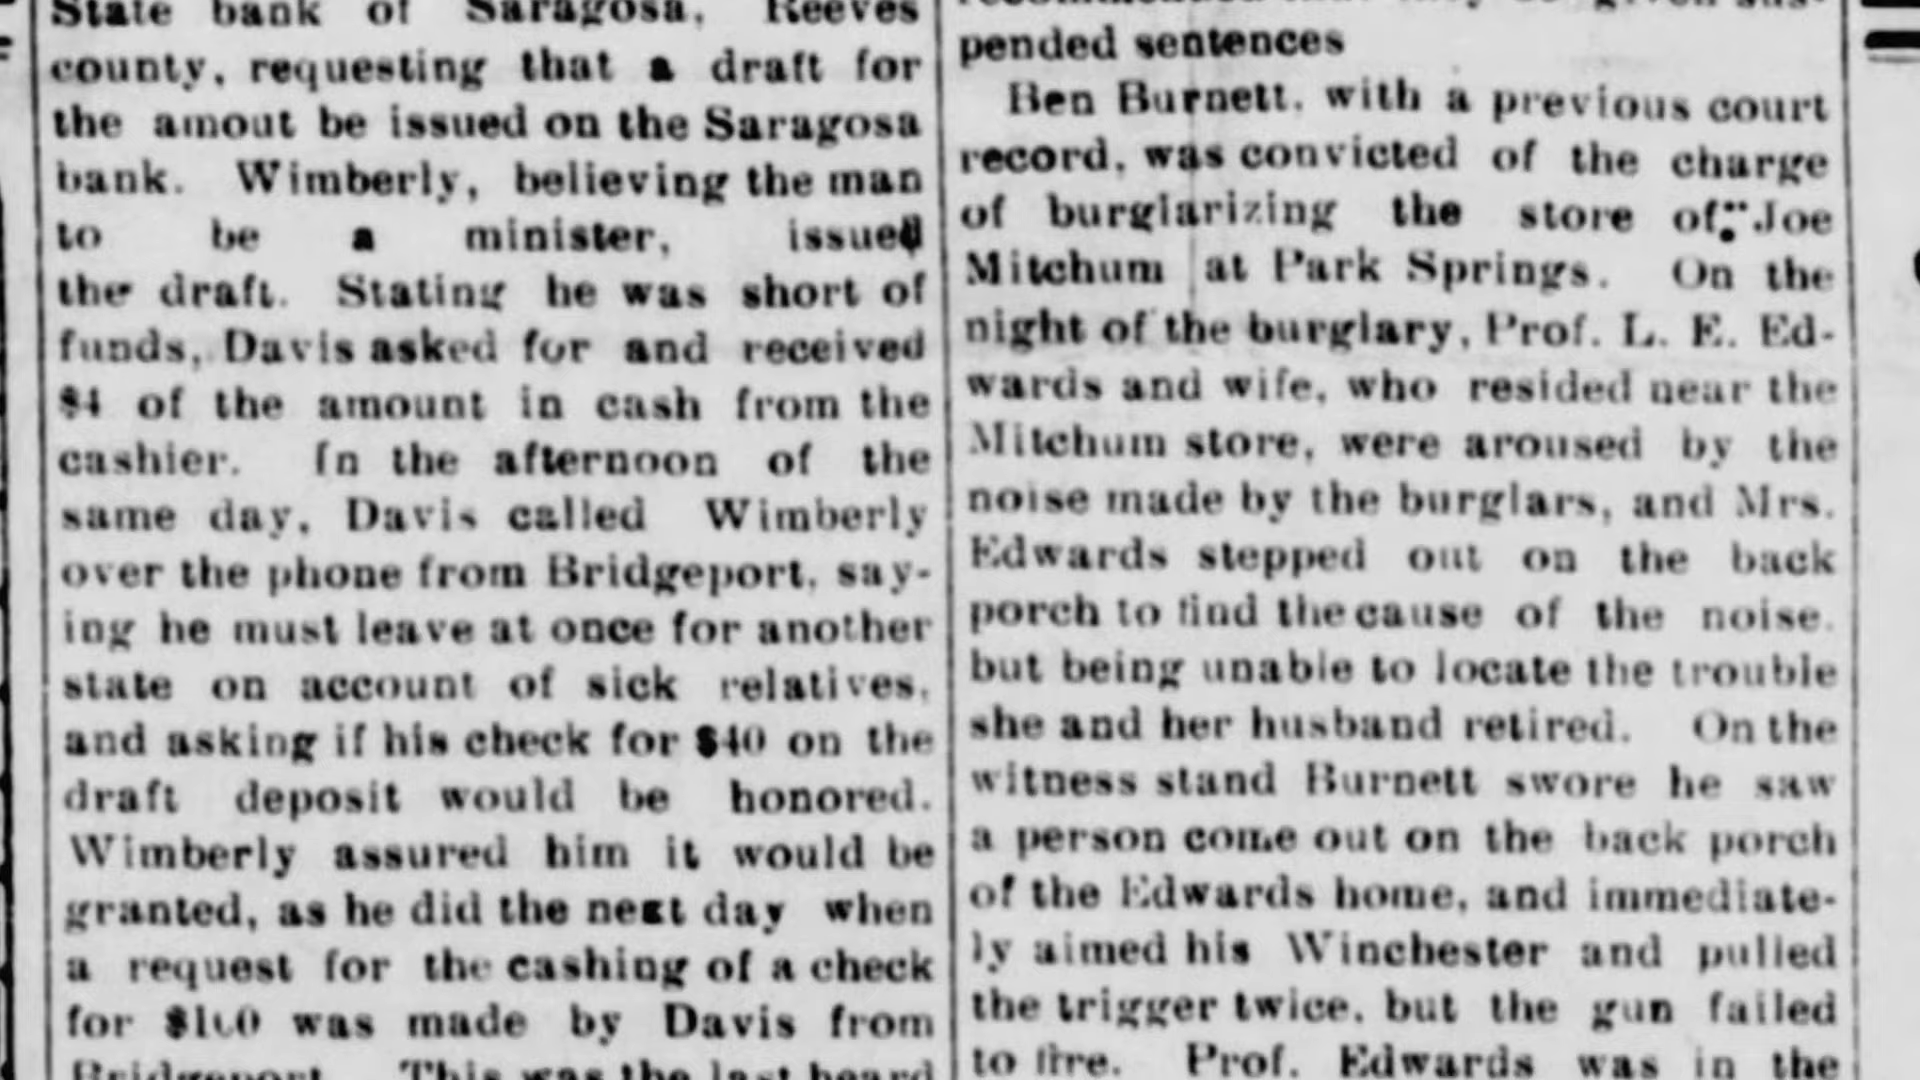 State bank of Saragosa, Reeves
county, requesting that a draft for
the amout be issued on the Saragosa
bank. Wimberly, believing the man
to be a minister, issued
the draft. Stating he was short of
funds, Davis asked for and received
$4 of the amount in cash from the
cashier. In the afternoon of the
same day, Davis called Wimberly
over the phone from Bridgeport, say-
ing he must leave at once for another
state on account of sick relatives,
and asking if his check for $40 on the
draft deposit would be honored.
Wimberly assured him it would be
granted, as he did the next day when
a request for the cashing of a check
for $100 was made by Davis from
Bridgeport. This was the last heard
pended sentences
Ben Burnett, with a previous court
record, was convicted of the charge
of burglarizing the store of Joe
Mitchum at Park Springs. On the
night of the burglary, Prof. L. E. Ed-
wards and wife, who resided near the
Mitchum store, were aroused by the
noise made by the burglars, and Mrs.
Edwards stepped out on the back
porch to find the cause of the noise.
but being unable to locate the trouble
she and her husband retired. On the
witness stand Burnett swore he saw
a person come out on the back porch
of the Edwards home, and immediate-
ly aimed his Winchester and pulled
the trigger twice, but the gun failed
to fire. Prof. Edwards was in the